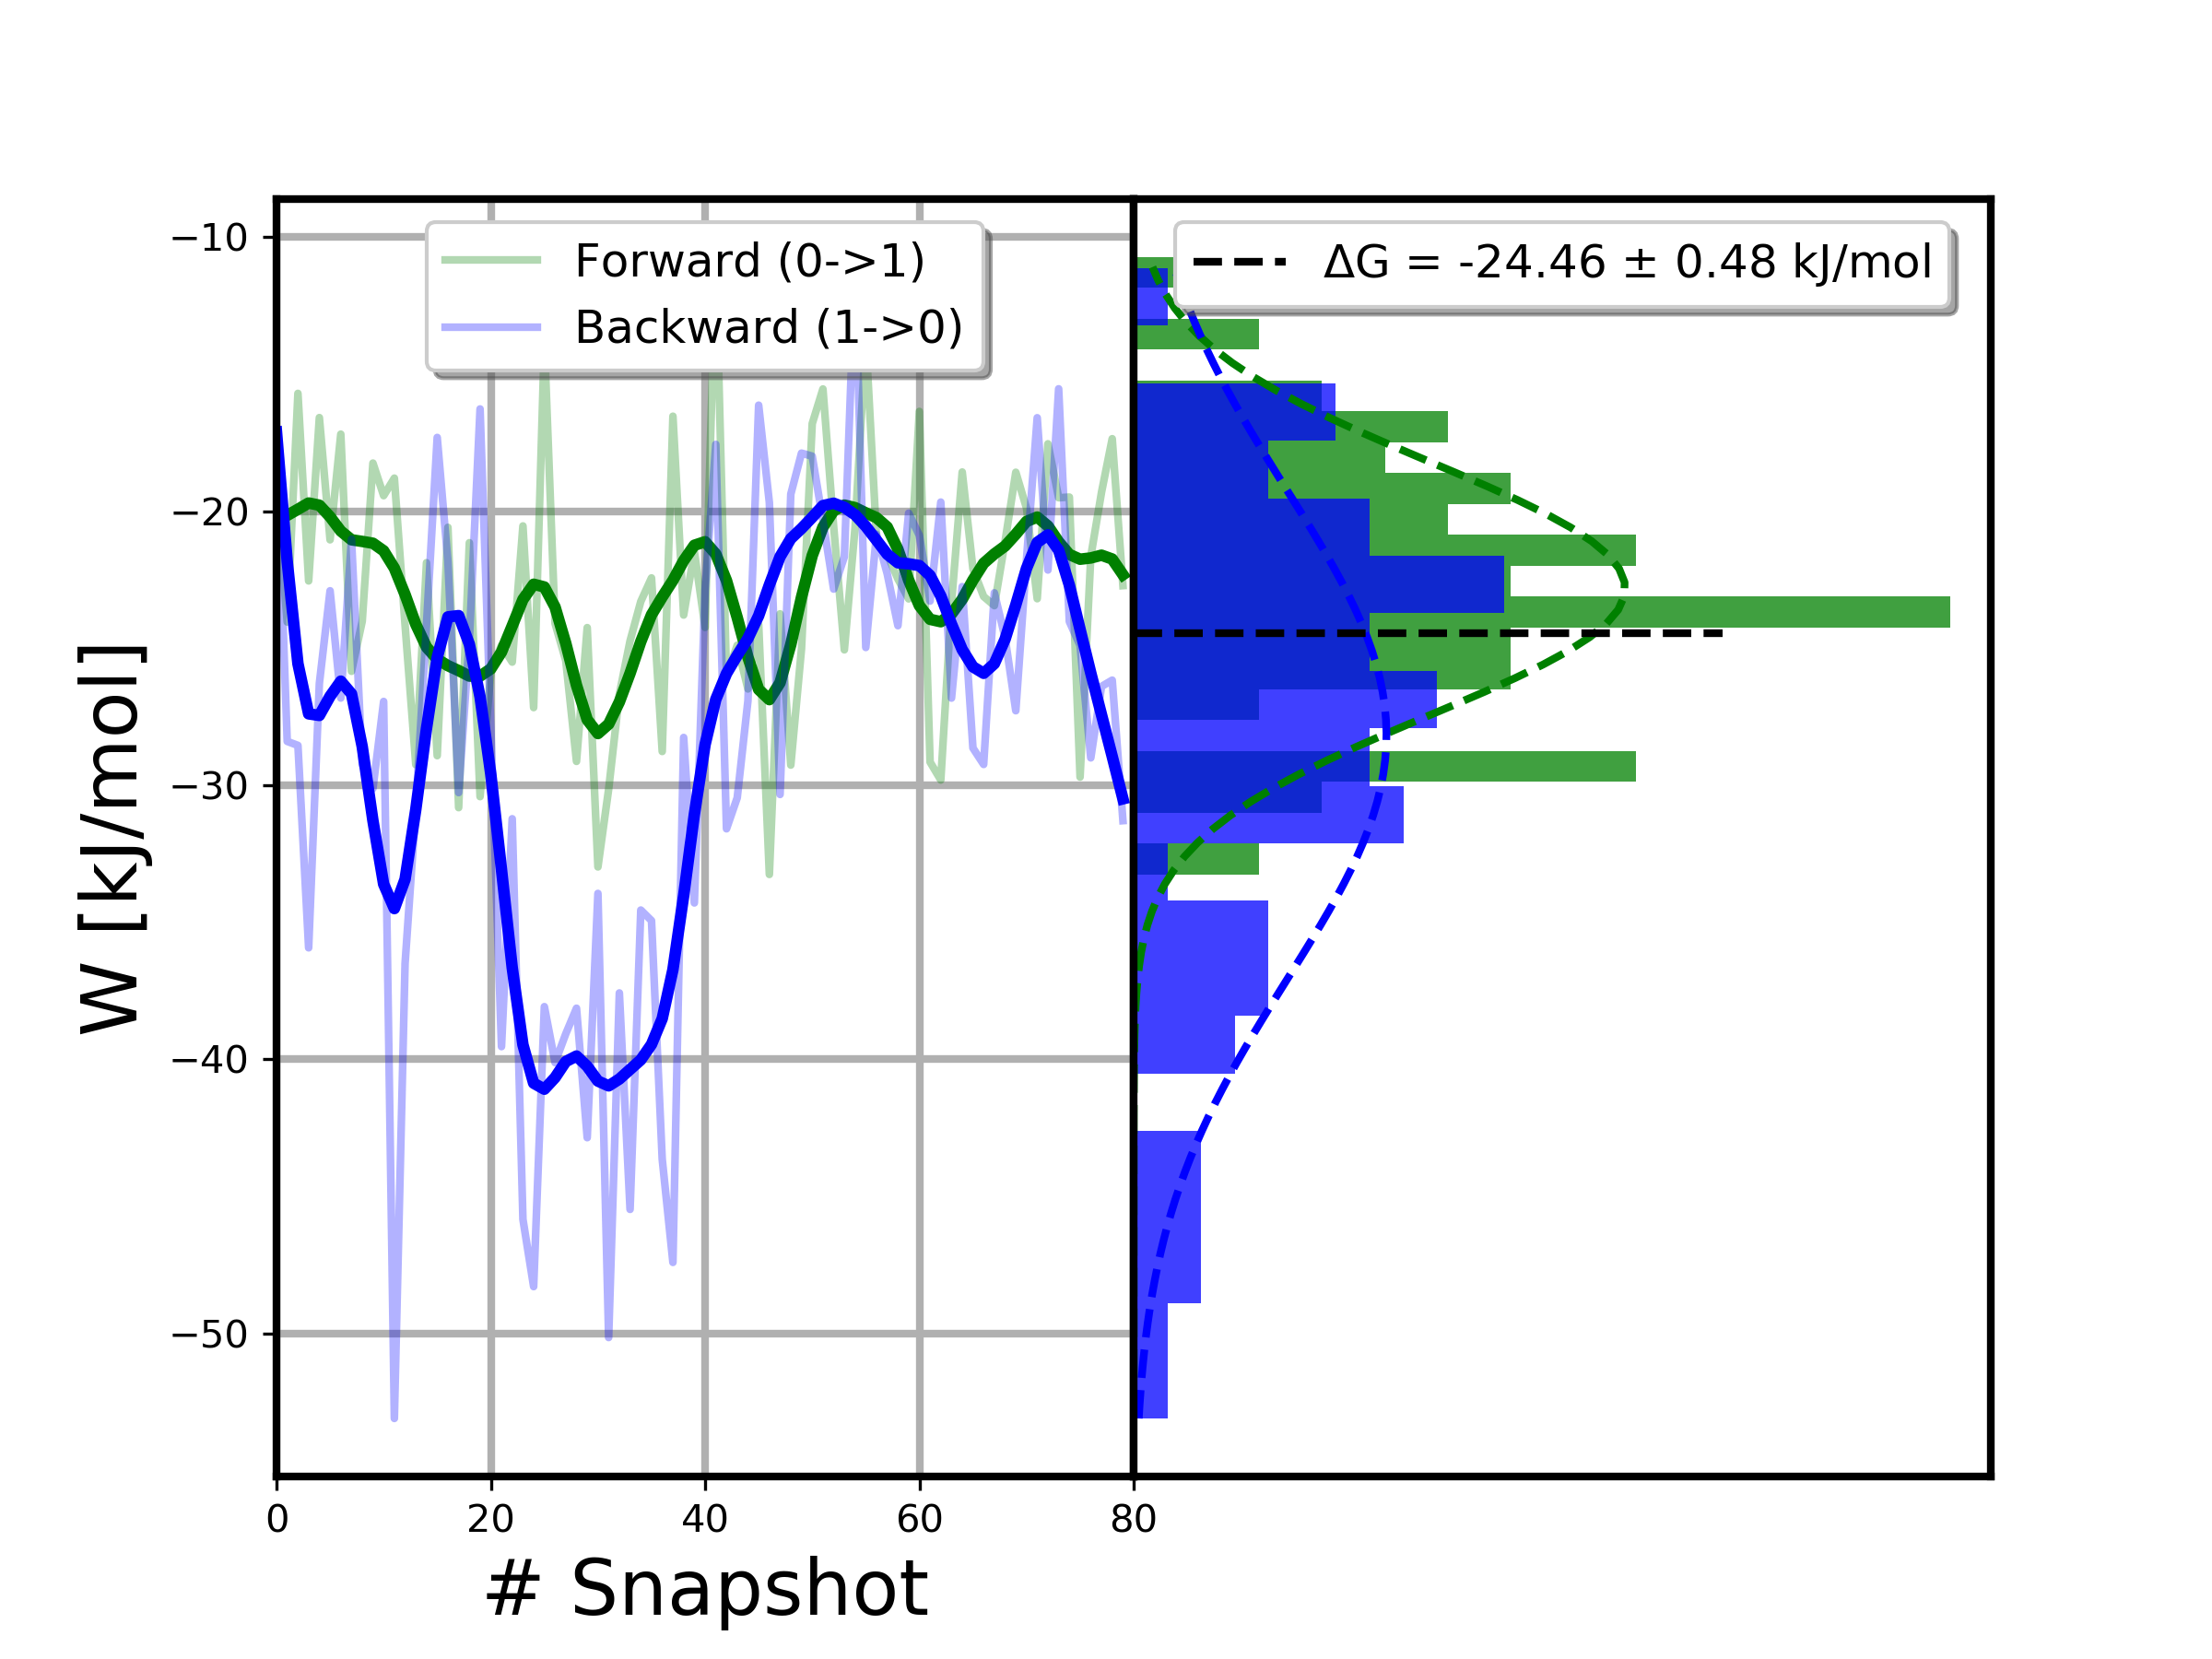 −10
−20
−30
−40
−50
W [kJ/mol]
Forward (0->1)
Backward (1->0)
ΔG = -24.46 ± 0.48 kJ/mol
0 20 40 60 80
# Snapshot